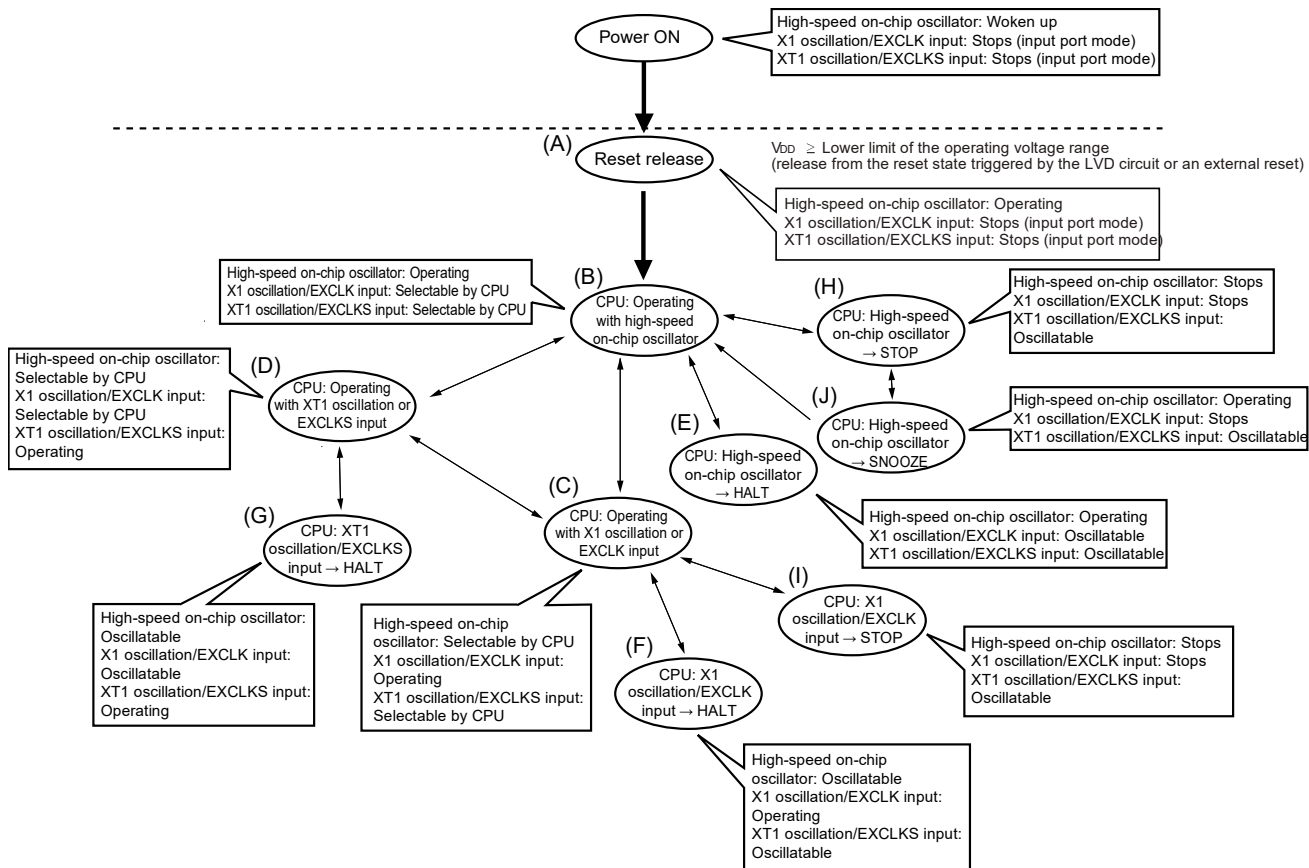 Power ON
High-speed on-chip oscillator: Woken up
X1 oscillation/EXCLK input: Stops (input port mode)
XT1 oscillation/EXCLKS input: Stops (input port mode)
(A)
Reset release
VDD ≥ Lower limit of the operating voltage range
(release from the reset state triggered by the LVD circuit or an external reset)
High-speed on-chip oscillator: Operating
X1 oscillation/EXCLK input: Stops (input port mode)
XT1 oscillation/EXCLKS input: Stops (input port mode)
High-speed on-chip oscillator: Operating
X1 oscillation/EXCLK input: Selectable by CPU
XT1 oscillation/EXCLKS input: Selectable by CPU
(B)
CPU: Operating
with high-speed
on-chip oscillator
(H)
CPU: High-speed
on-chip oscillator
→ STOP
High-speed on-chip oscillator: Stops
X1 oscillation/EXCLK input: Stops
XT1 oscillation/EXCLKS input:
Oscillatable
High-speed on-chip oscillator:
Selectable by CPU
X1 oscillation/EXCLK input:
Selectable by CPU
XT1 oscillation/EXCLKS input:
Operating
(D)
CPU: Operating
with XT1 oscillation or
EXCLKS input
(J)
CPU: High-speed
on-chip oscillator
→ SNOOZE
High-speed on-chip oscillator: Operating
X1 oscillation/EXCLK input: Stops
XT1 oscillation/EXCLKS input: Oscillatable
(E)
CPU: High-speed
on-chip oscillator
→ HALT
High-speed on-chip oscillator: Operating
X1 oscillation/EXCLK input: Oscillatable
XT1 oscillation/EXCLKS input: Oscillatable
(C)
CPU: Operating
with X1 oscillation or
EXCLK input
(G)
CPU: XT1
oscillation/EXCLKS
input → HALT
High-speed on-chip oscillator:
Oscillatable
X1 oscillation/EXCLK input:
Oscillatable
XT1 oscillation/EXCLKS input:
Operating
High-speed on-chip
oscillator: Selectable by CPU
X1 oscillation/EXCLK input:
Operating
XT1 oscillation/EXCLKS input:
Selectable by CPU
(I)
CPU: X1
oscillation/EXCLK
input → STOP
High-speed on-chip oscillator: Stops
X1 oscillation/EXCLK input: Stops
XT1 oscillation/EXCLKS input:
Oscillatable
(F)
CPU: X1
oscillation/EXCLK
input → HALT
High-speed on-chip
oscillator: Oscillatable
X1 oscillation/EXCLK input:
Operating
XT1 oscillation/EXCLKS input:
Oscillatable